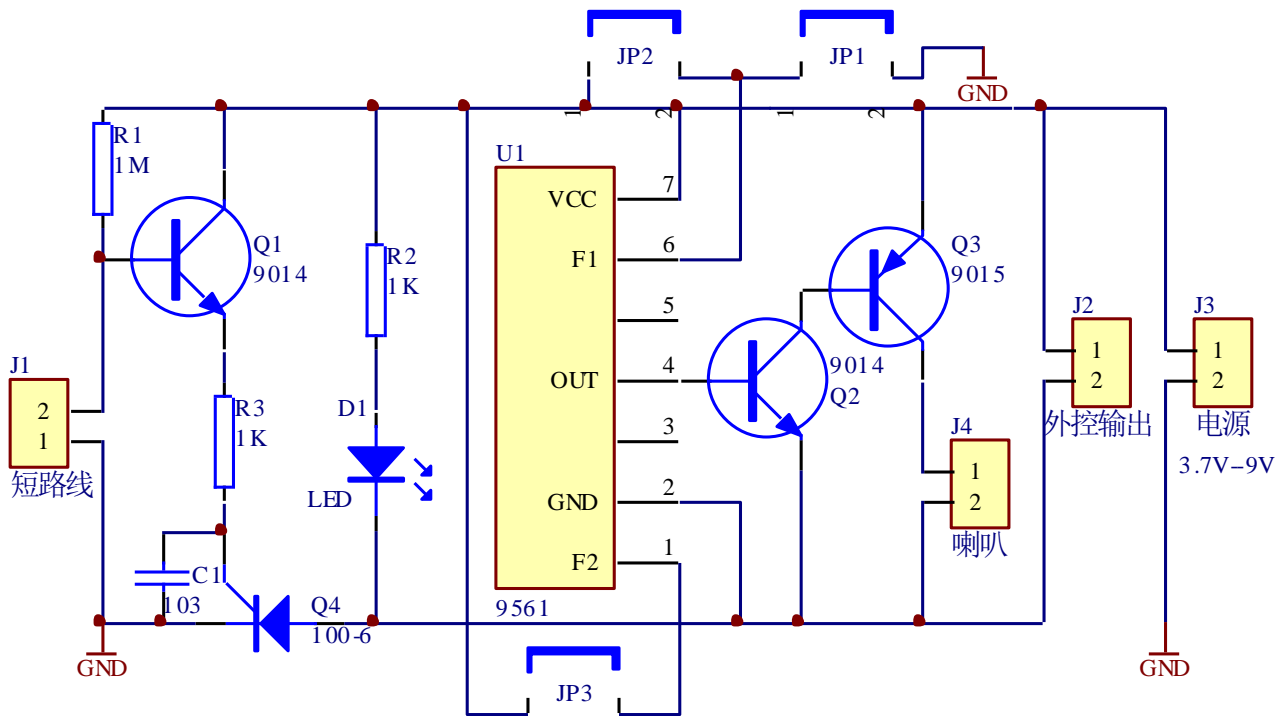 JP2
JP1
GND
1
2
1
2
R1
1M
U1
VCC
7
Q1
9014
R2
1K
F1
6
Q3
9015
5
J2
1
2
外控输出
J3
1
2
电源
3.7V-9V
J1
2
1
短路线
R3
1K
D1
LED
OUT
4
9014
Q2
3
J4
1
2
喇叭
GND
2
F2
1
C1
103
Q4
100-6
9561
GND
GND
JP3